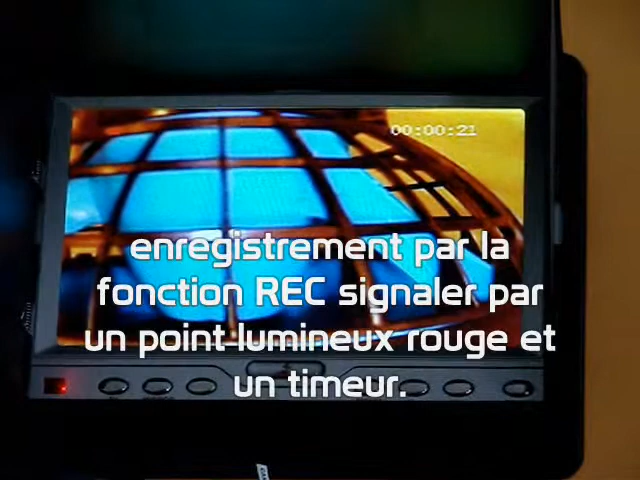 00:00:21
enregistrement par la
fonction REC signaler par
un point lumineux rouge et
un timeur.